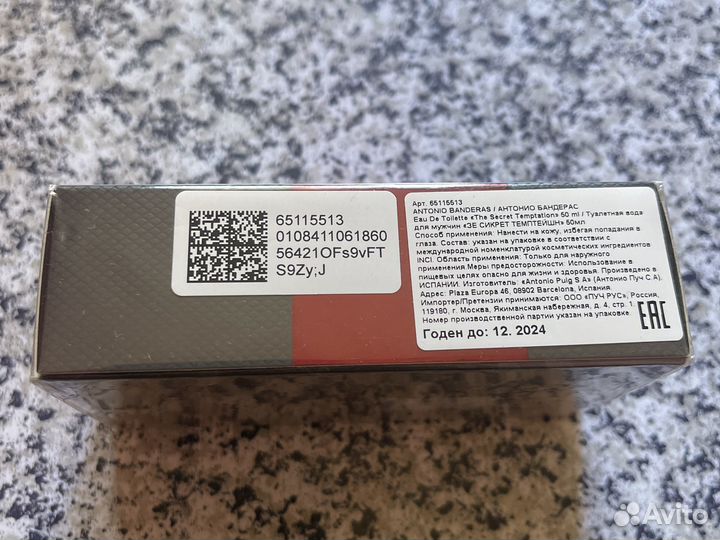 65115513
0108411061860
56421OFs9vFT
S9Zy;J
Арт. 65115513
ANTONIO BANDERAS / АНТОНИО БАНДЕРАС
Eau De Toilette «The Secret Temptation» 50 ml / Туалетная вода
для мужчин «ЗЕ СИКРЕТ ТЕМПТЕЙШН» 50мл
Способ применения: Нанести на кожу, избегая попадания в
глаза. Состав: указан на упаковке в соответствии с
международной номенклатурой косметических ингредиентов
INCI. Область применения: Только для наружного
применения Меры предосторожности: Использование в
пищевых целях опасно для жизни и здоровья. Произведено в
ИСПАНИИ. Изготовитель: «Antonio Puig S.A» (Антонио Пуч С.А).
Адрес: Plaza Europa 46, 08902 Barcelona, Испания.
Импортер/Претензии принимаются: ООО «ПУЧ РУС», Россия,
119180, г. Москва, Якиманская набережная, д. 4, стр. 1.
Номер производственной партии указан на упаковке
Годен до: 12. 2024
EAC
Avito